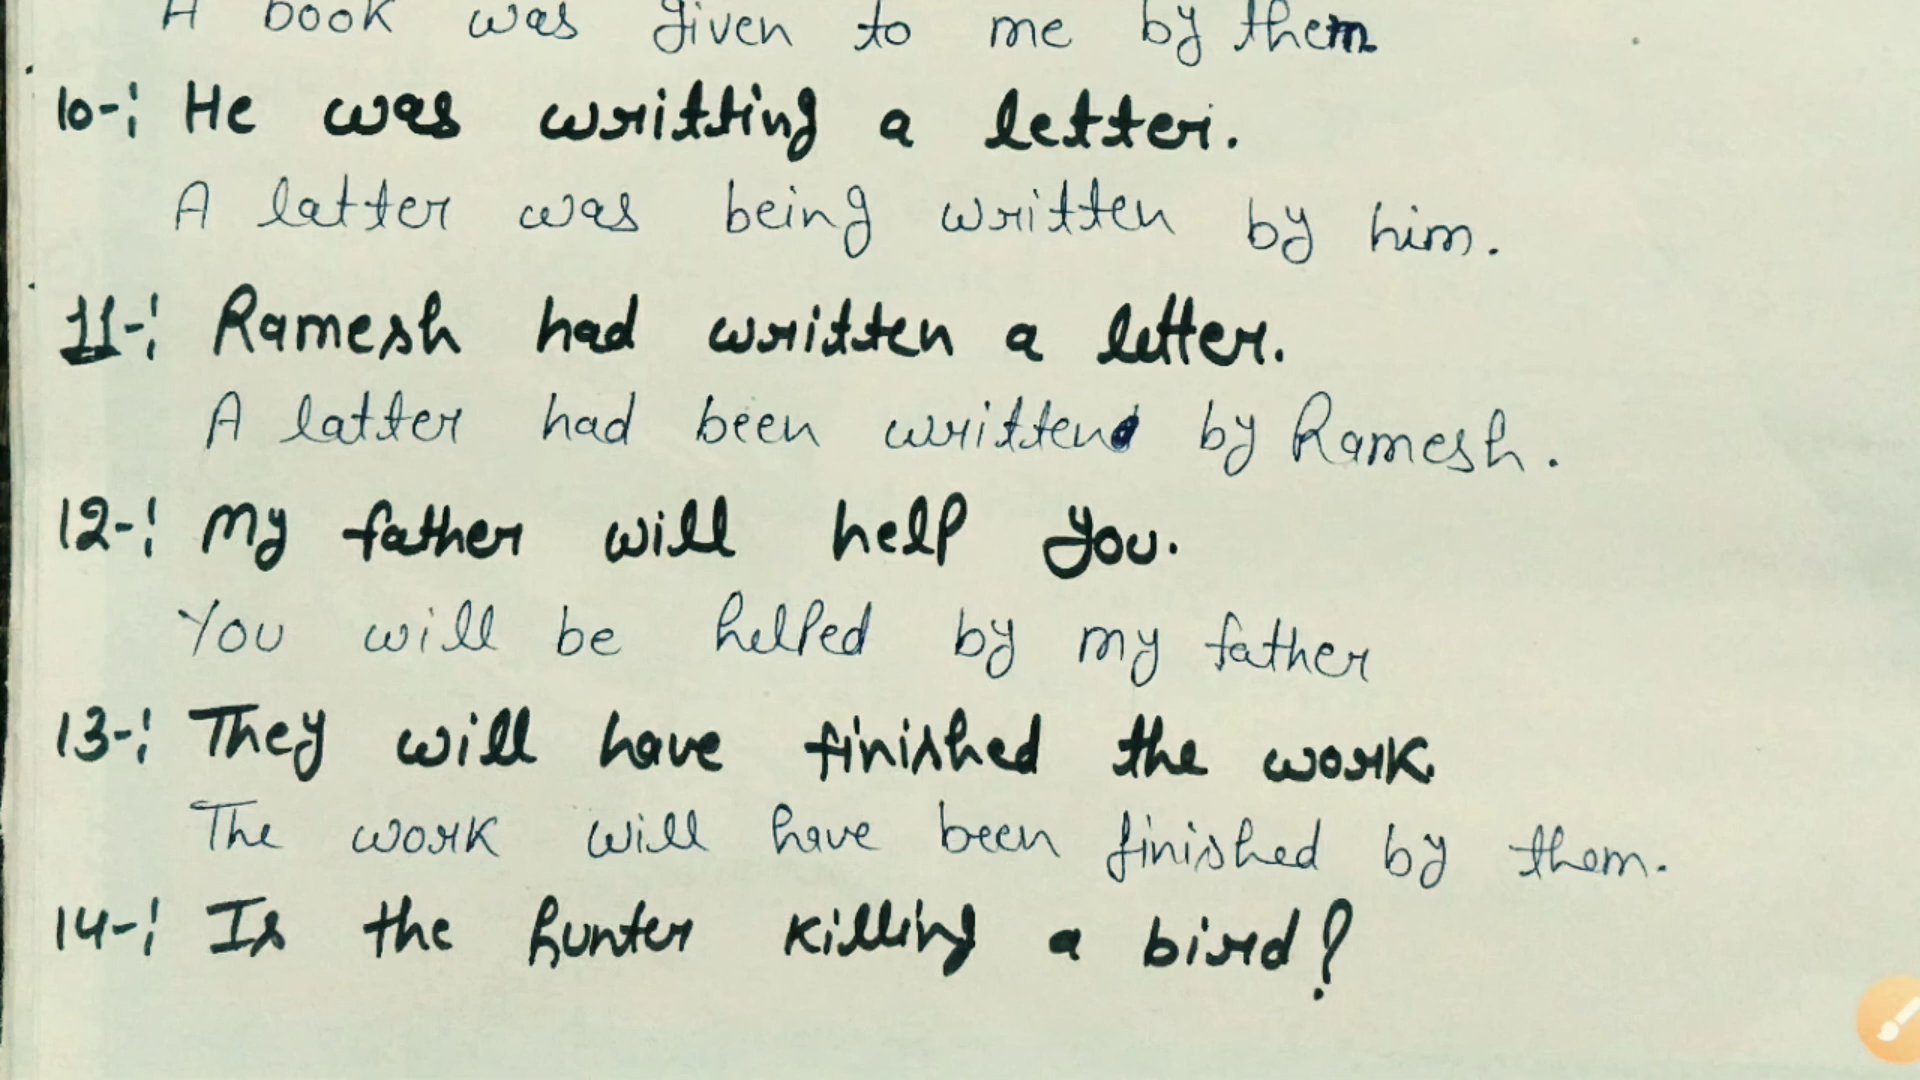 A book was given to me by them
10-: He was writting a letter.
A latter was being written by him.
11-: Ramesh had written a letter.
A latter had been written by Ramesh.
12-: My father will help you.
You will be helped by my father
13-: They will have finished the work.
The work will have been finished by them.
14-: Is the hunter killing a bird?